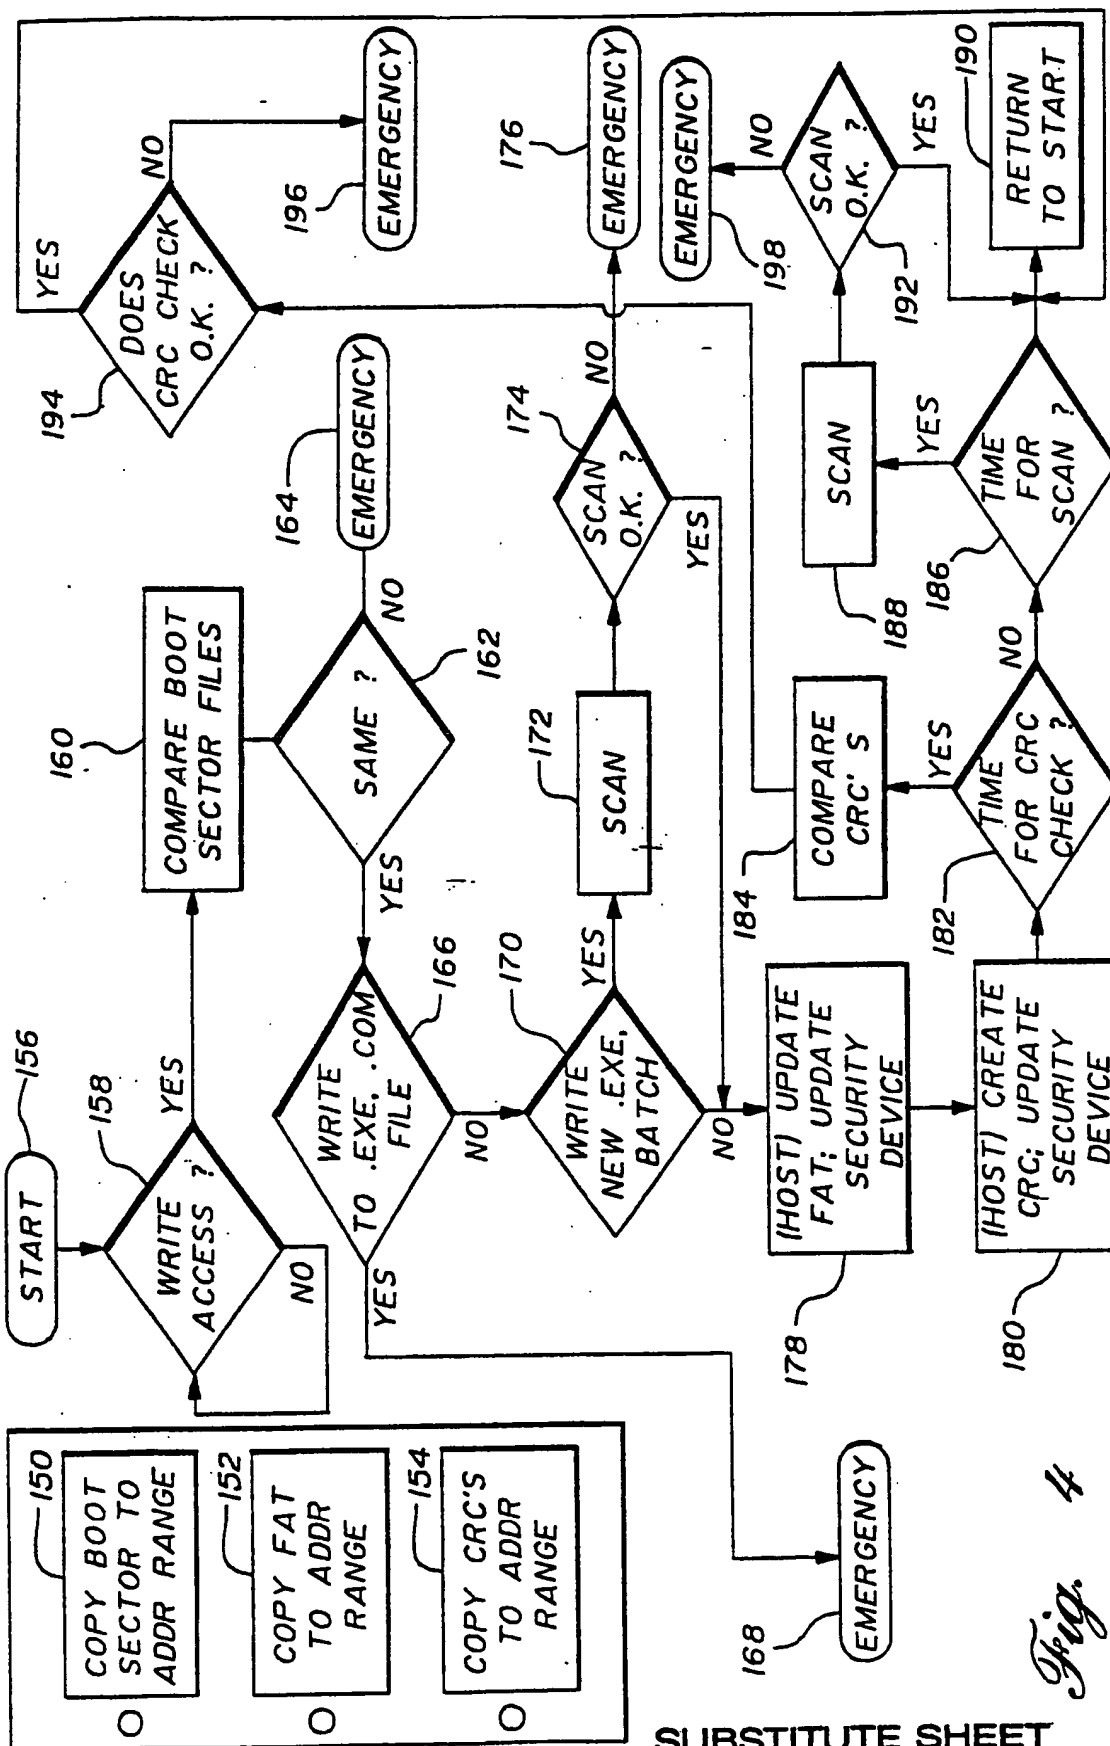 COPY BOOT
SECTOR TO
ADDR RANGE
150
COPY FAT
TO ADDR
RANGE
152
COPY CRC'S
TO ADDR
RANGE
154
START
156
WRITE
ACCESS ?
158
YES
NO
COMPARE BOOT
SECTOR FILES
160
SAME ?
162
NO
YES
EMERGENCY
164
WRITE
TO .EXE, .COM
FILE
166
YES
NO
EMERGENCY
168
WRITE
NEW .EXE,
BATCH
170
YES
NO
SCAN
172
SCAN
O.K. ?
174
NO
YES
EMERGENCY
176
(HOST) UPDATE
FAT; UPDATE
SECURITY
DEVICE
178
(HOST) CREATE
CRC; UPDATE
SECURITY
DEVICE
180
TIME
FOR CRC
CHECK ?
182
YES
NO
COMPARE
CRC'S
184
TIME
FOR
SCAN ?
186
YES
SCAN
188
SCAN
O.K. ?
192
NO
YES
EMERGENCY
198
RETURN
TO START
190
DOES
CRC CHECK
O.K. ?
194
YES
NO
EMERGENCY
196
Fig. 4
SUBSTITUTE SHEET